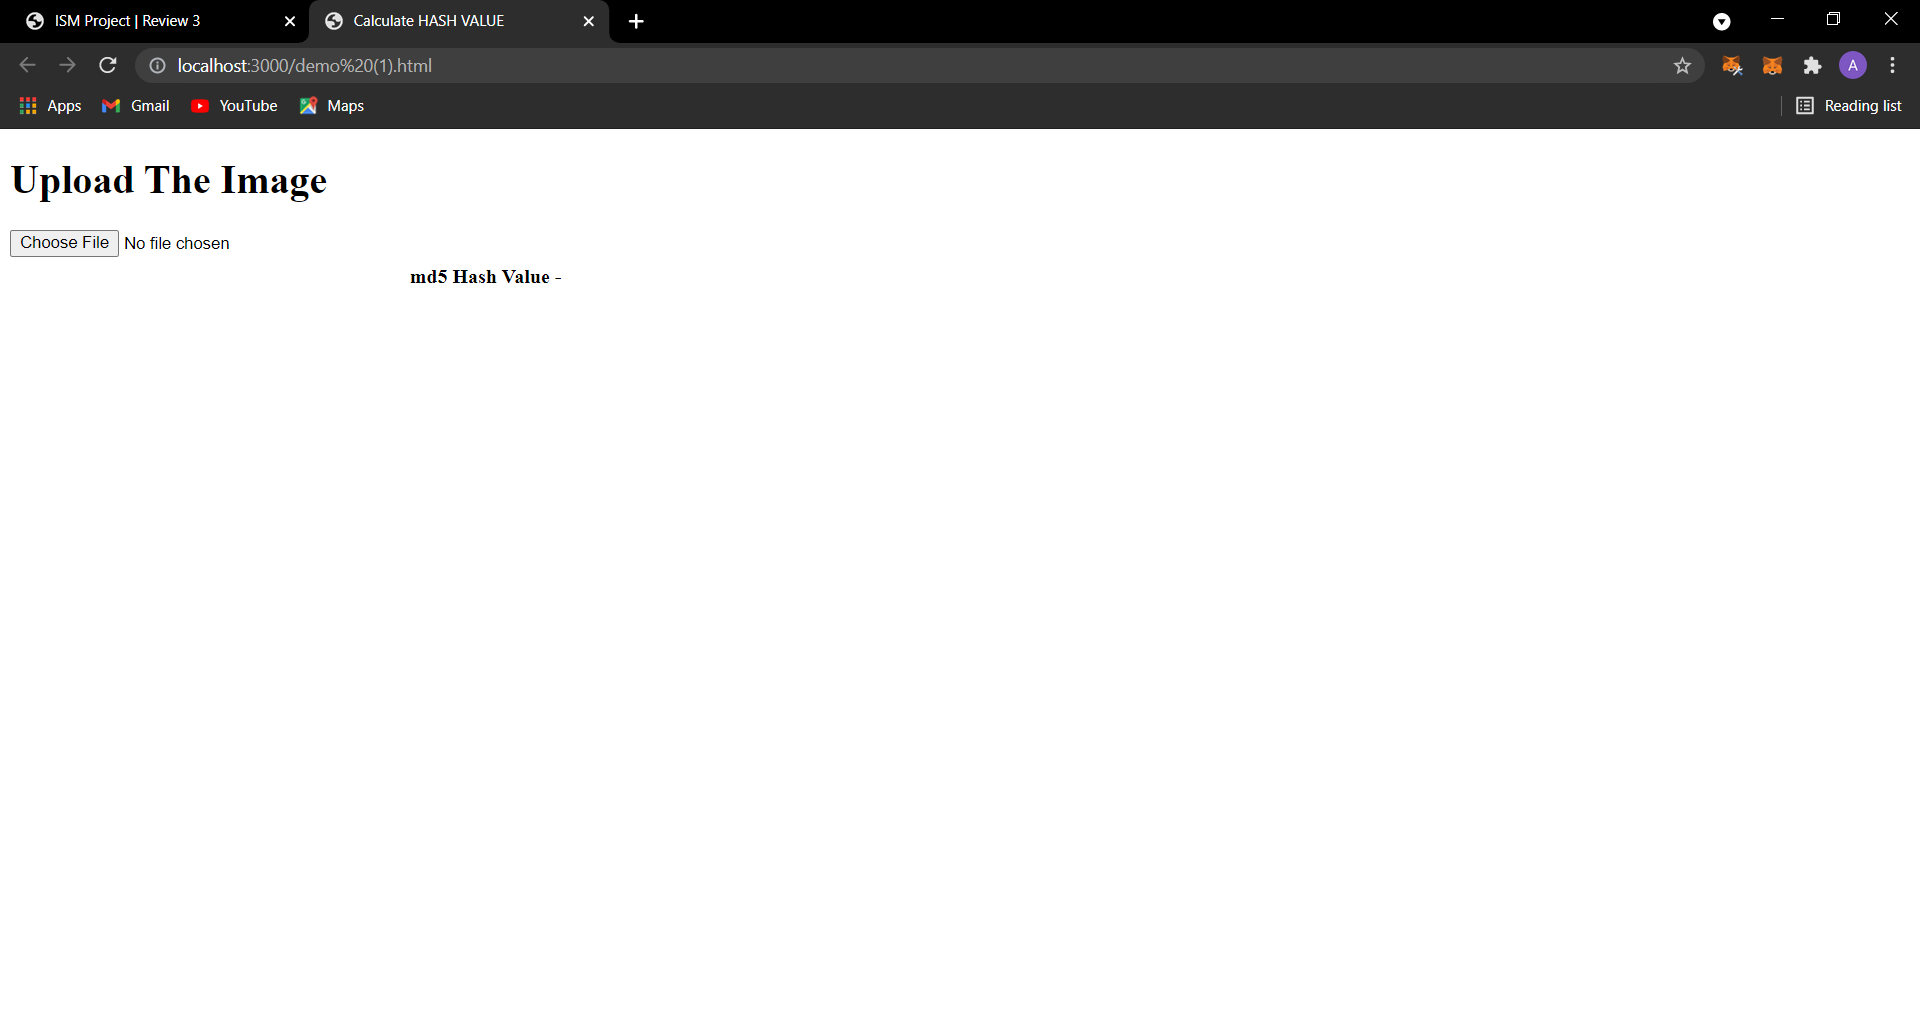 ISM Project | Review 3
Calculate HASH VALUE
localhost:3000/demo%20(1).html
A
Apps
Gmail
YouTube
Maps
Reading list
Upload The Image
Choose File No file chosen
md5 Hash Value -